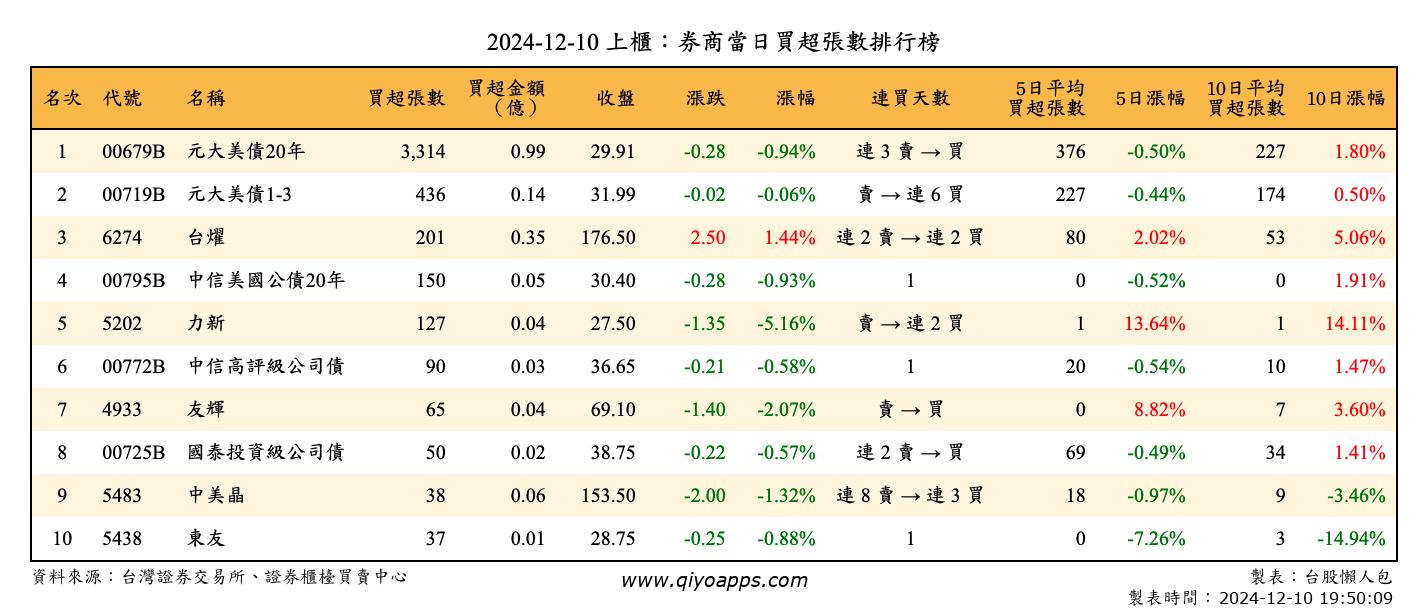 2024-12-10 上櫃：券商當日買超張數排行榜
名次 代號 名稱 買超張數 買超金額（億） 收盤 漲跌 漲幅 連買天數 5日平均買超張數 5日漲幅 10日平均買超張數 10日漲幅
1 00679B 元大美債20年 3,314 0.99 29.91 -0.28 -0.94% 連 3 賣 → 買 376 -0.50% 227 1.80%
2 00719B 元大美債1-3 436 0.14 31.99 -0.02 -0.06% 賣 → 連 6 買 227 -0.44% 174 0.50%
3 6274 台燿 201 0.35 176.50 2.50 1.44% 連 2 賣 → 連 2 買 80 2.02% 53 5.06%
4 00795B 中信美國公債20年 150 0.05 30.40 -0.28 -0.93% 1 0 -0.52% 0 1.91%
5 5202 力新 127 0.04 27.50 -1.35 -5.16% 賣 → 連 2 買 1 13.64% 1 14.11%
6 00772B 中信高評級公司債 90 0.03 36.65 -0.21 -0.58% 1 20 -0.54% 10 1.47%
7 4933 友輝 65 0.04 69.10 -1.40 -2.07% 賣 → 買 0 8.82% 7 3.60%
8 00725B 國泰投資級公司債 50 0.02 38.75 -0.22 -0.57% 連 2 賣 → 買 69 -0.49% 34 1.41%
9 5483 中美晶 38 0.06 153.50 -2.00 -1.32% 連 8 賣 → 連 3 買 18 -0.97% 9 -3.46%
10 5438 東友 37 0.01 28.75 -0.25 -0.88% 1 0 -7.26% 3 -14.94%
資料來源：台灣證券交易所、證券櫃檯買賣中心 www.qiyoapps.com 製表：台股懶人包
製表時間：2024-12-10 19:50:09